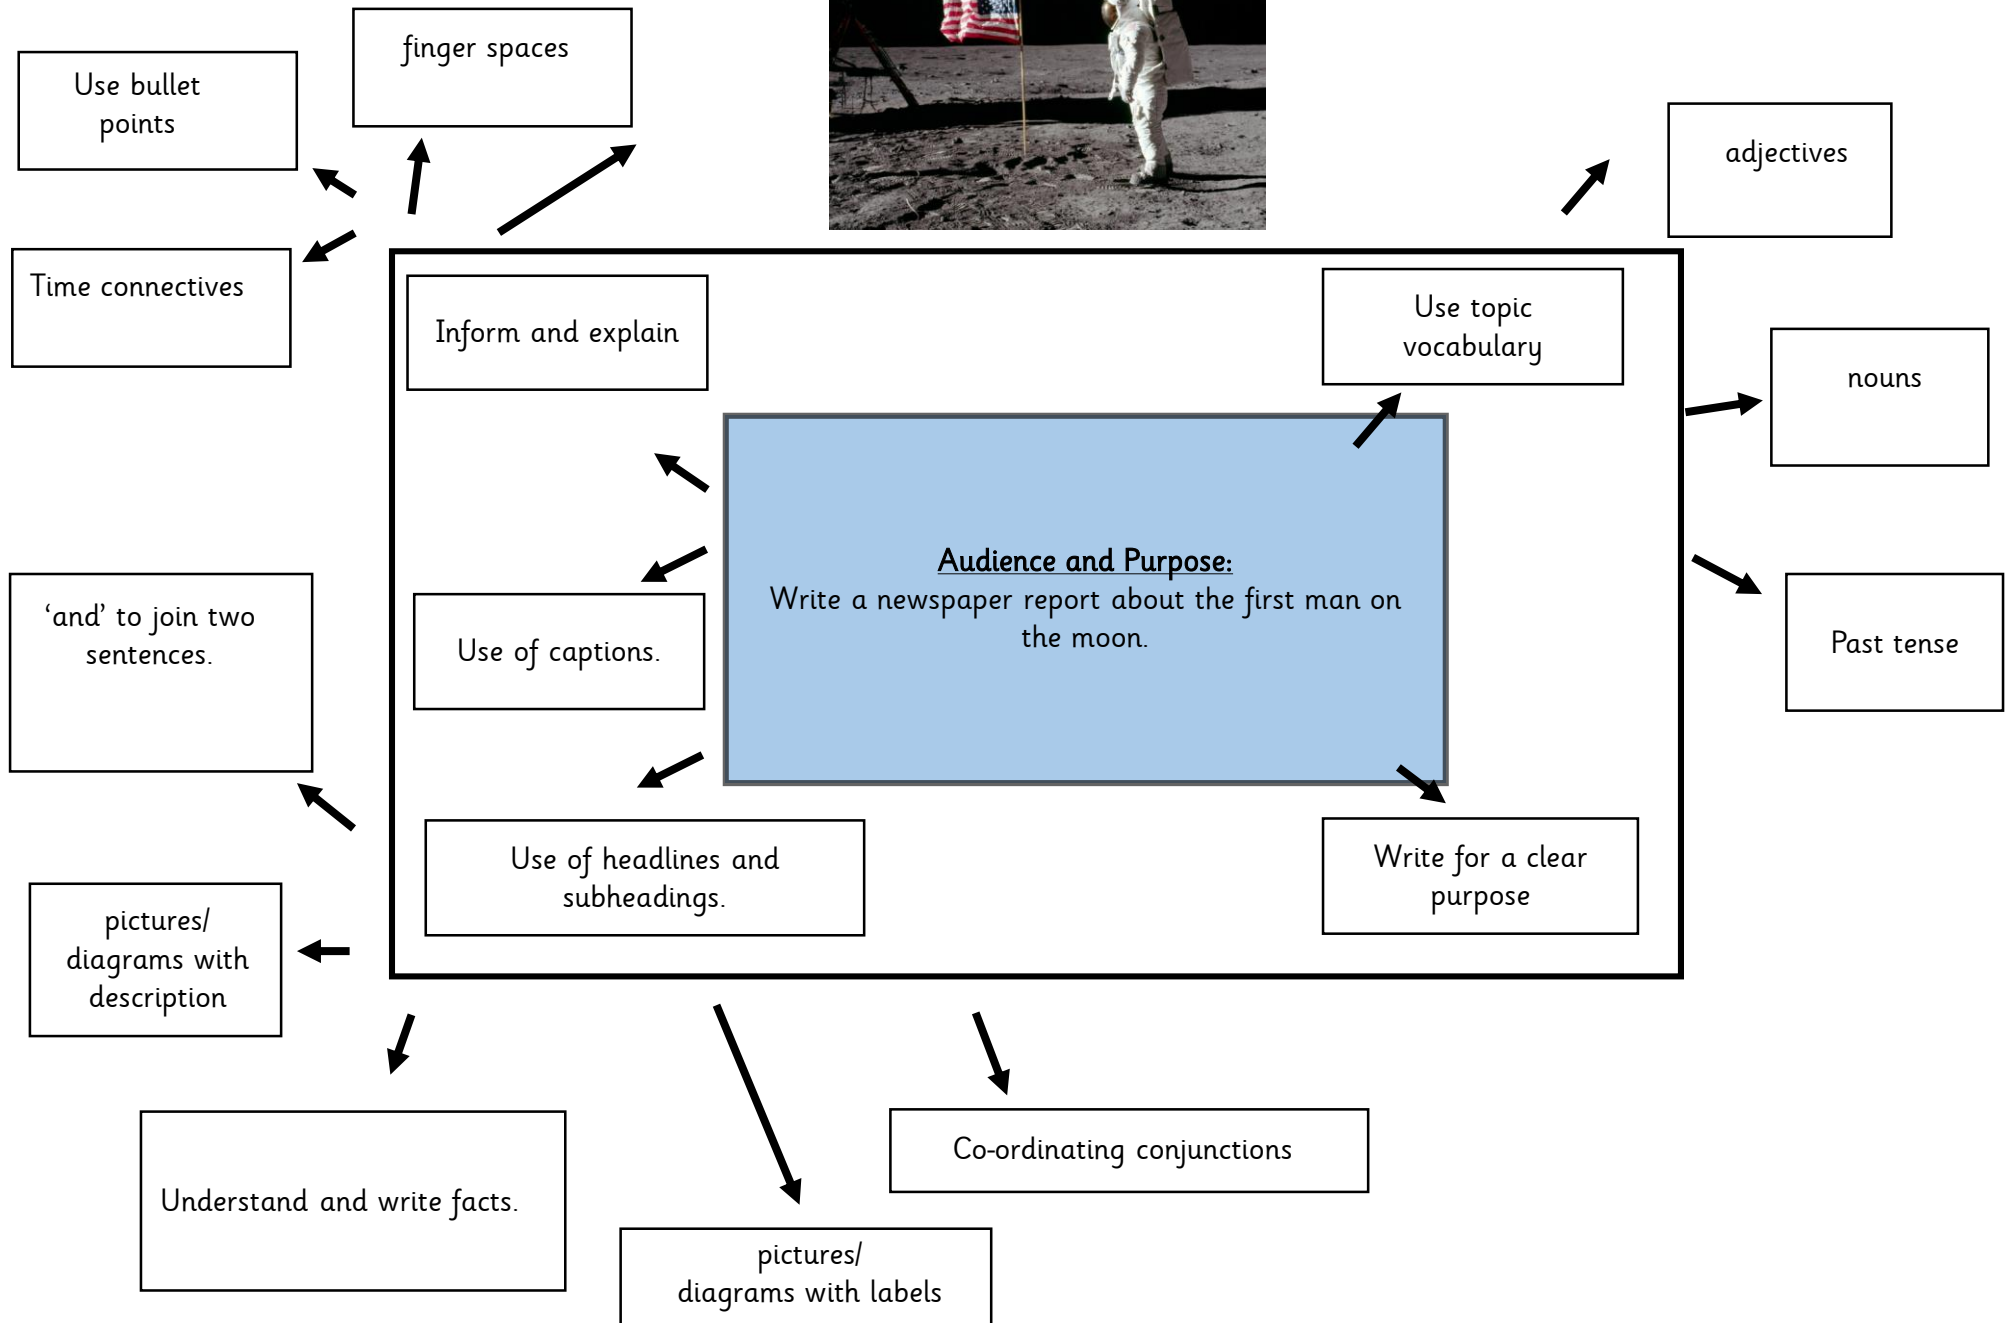 finger spaces
Use bullet
points
adjectives
Time connectives
Inform and explain
Use topic
vocabulary
nouns
Audience and Purpose:
Write a newspaper report about the first man on
the moon.
‘and’ to join two
sentences.
Use of captions.
Past tense
Use of headlines and
subheadings.
Write for a clear
purpose
pictures/
diagrams with
description
Co-ordinating conjunctions
Understand and write facts.
pictures/
diagrams with labels